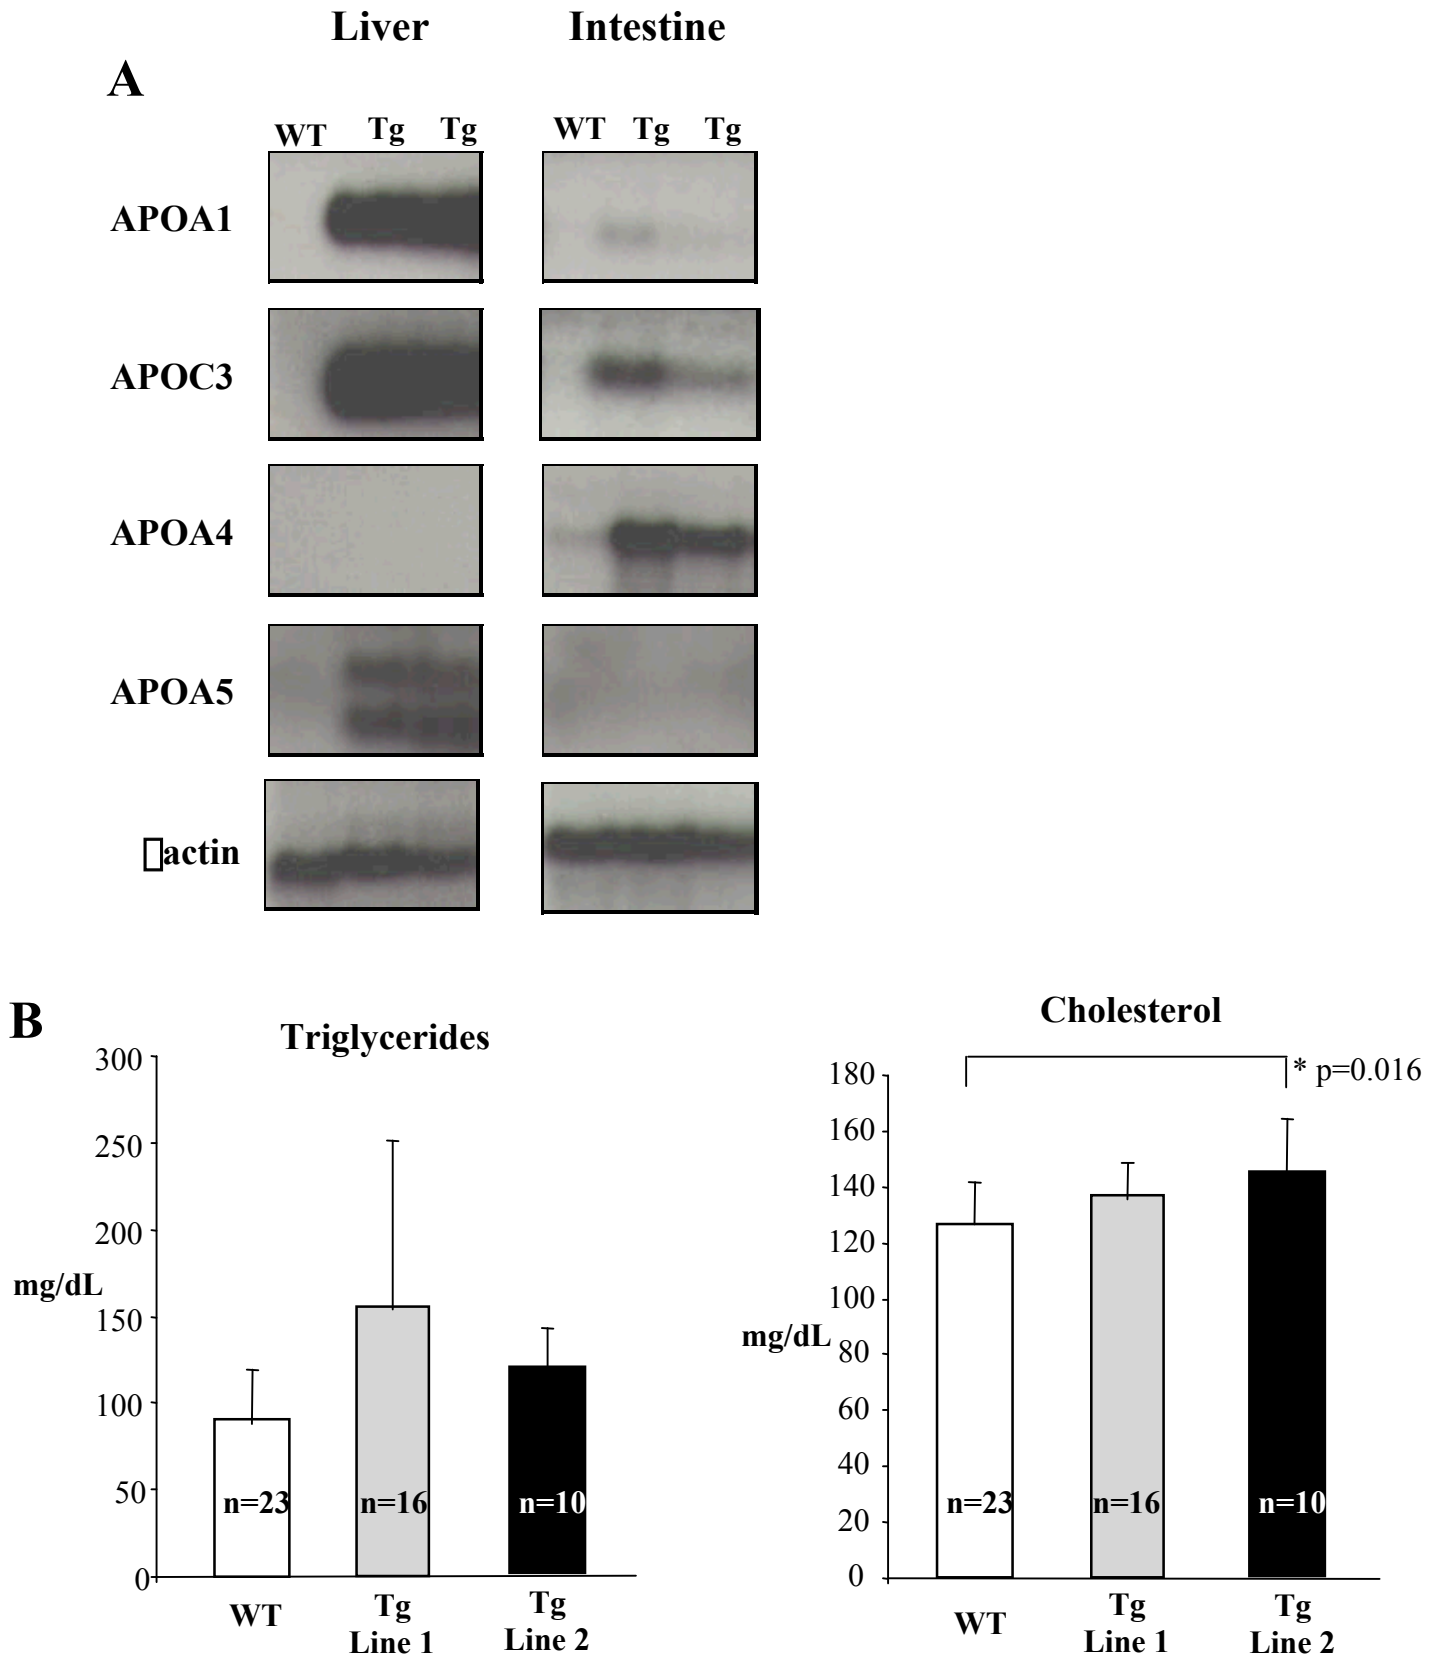 Liver Intestine
A
WT Tg Tg WT Tg Tg
APOA1
APOC3
APOA4
APOA5
▯actin
B
Triglycerides
300
250
200
mg/dL
150
100
50
0
n=23 n=16 n=10
WT Tg Line 1 Tg Line 2
Cholesterol
* p=0.016
180
160
140
120
100
mg/dL
80
60
40
20
0
n=23 n=16 n=10
WT Tg Line 1 Tg Line 2